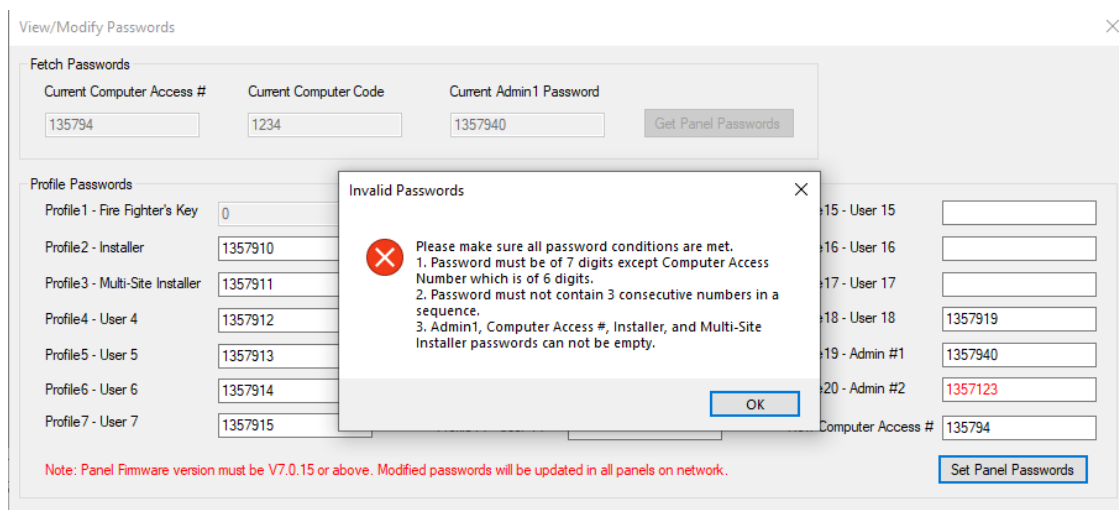 View/Modify Passwords
Fetch Passwords
Current Computer Access #
Current Computer Code
Current Admin1 Password
135794
1234
1357940
Get Panel Passwords
Profile Passwords
Profile1 - Fire Fighter's Key
0
Profile2 - Installer
1357910
Profile3 - Multi-Site Installer
1357911
Profile4 - User 4
1357912
Profile5 - User 5
1357913
Profile6 - User 6
1357914
Profile7 - User 7
1357915
Invalid Passwords
Please make sure all password conditions are met.
1. Password must be of 7 digits except Computer Access
Number which is of 6 digits.
2. Password must not contain 3 consecutive numbers in a
sequence.
3. Admin1, Computer Access #, Installer, and Multi-Site
Installer passwords can not be empty.
OK
e15 - User 15
e16 - User 16
e17 - User 17
e18 - User 18
1357919
e19 - Admin #1
1357940
e20 - Admin #2
1357123
Computer Access #
135794
Note: Panel Firmware version must be V7.0.15 or above. Modified passwords will be updated in all panels on network.
Set Panel Passwords